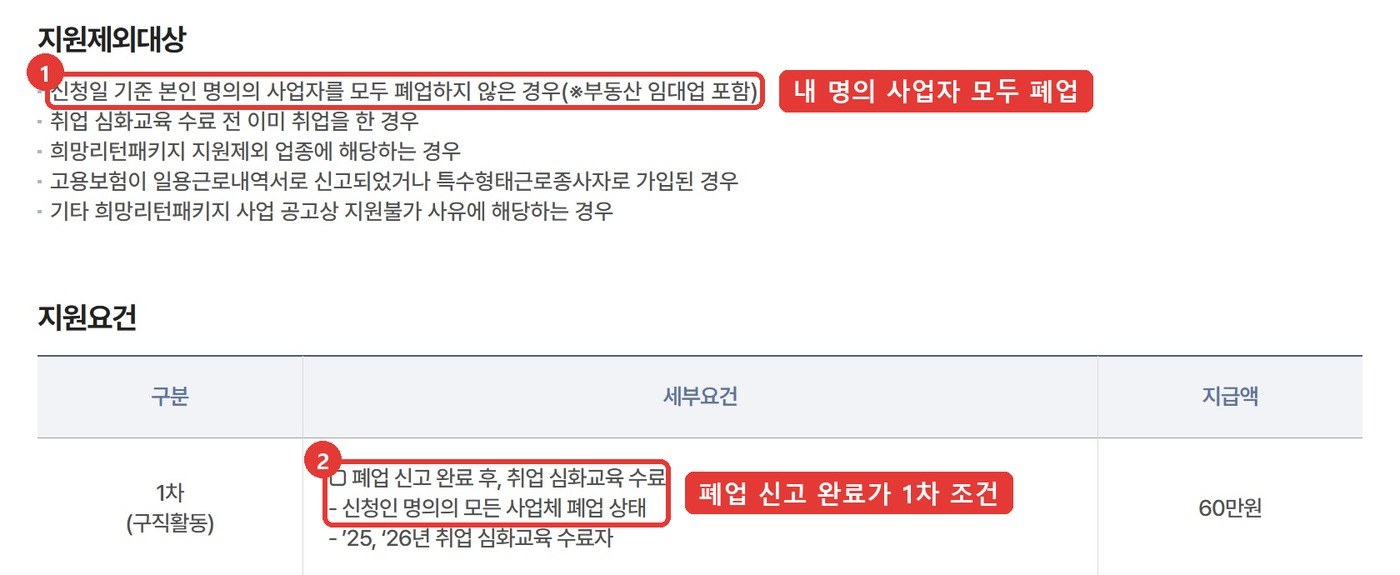 지원제외대상
1
- 신청일 기준 본인 명의의 사업자를 모두 폐업하지 않은 경우(※부동산 임대업 포함)
내 명의 사업자 모두 폐업
- 취업 심화교육 수료 전 이미 취업을 한 경우
- 희망리턴패키지 지원제외 업종에 해당하는 경우
- 고용보험이 일용근로내역서로 신고되었거나 특수형태근로종사자로 가입된 경우
- 기타 희망리턴패키지 사업 공고상 지원불가 사유에 해당하는 경우
지원요건
구분 세부요건 지급액
2
▢ 폐업 신고 완료 후, 취업 심화교육 수료
- 신청인 명의의 모든 사업체 폐업 상태
- ’25, ‘26년 취업 심화교육 수료자
폐업 신고 완료가 1차 조건
1차
(구직활동)
60만원